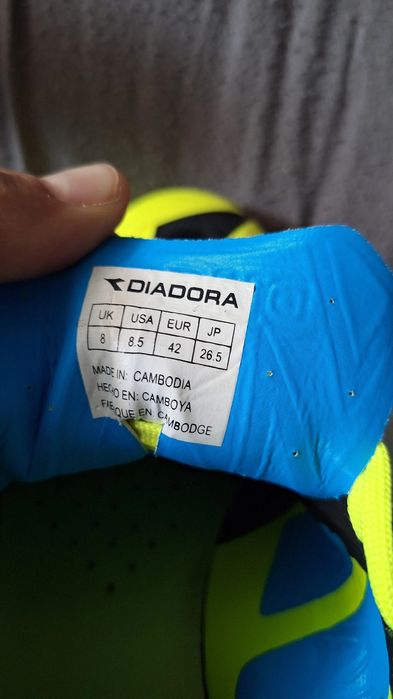 DIADORA
UK USA EUR JP
8 8.5 42 26.5
MADE IN: CAMBODIA
HECHO EN: CAMBOYA
EN: CAMBODGE